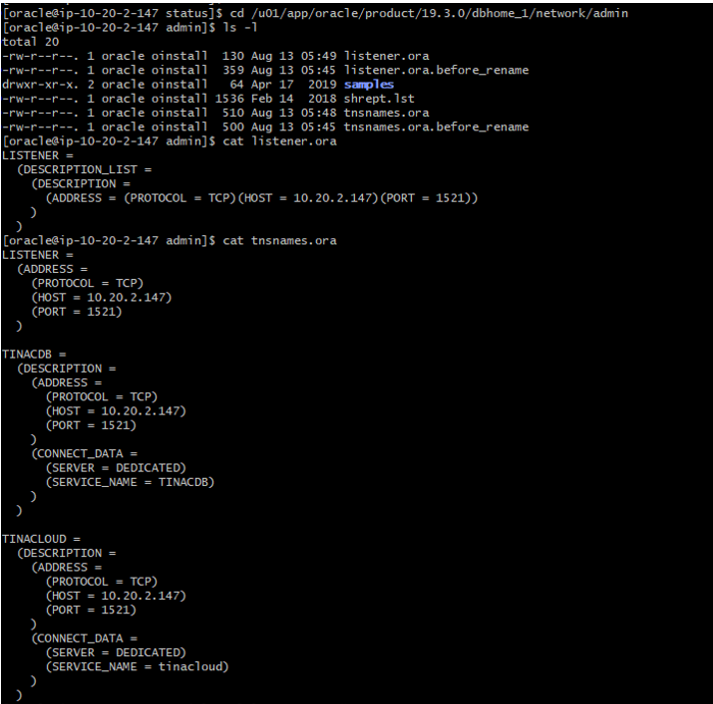 [oracle@ip-10-20-2-147 status]$ cd /u01/app/oracle/product/19.3.0/dbhome_1/network/admin
[oracle@ip-10-20-2-147 admin]$ ls -l
total 20
-rw-r--r--. 1 oracle oinstall  130 Aug 13 05:49 listener.ora
-rw-r--r--. 1 oracle oinstall  359 Aug 13 05:45 listener.ora.before_rename
drwxr-xr-x. 2 oracle oinstall   64 Apr 17  2019 samples
-rw-r--r--. 1 oracle oinstall 1536 Feb 14  2018 shrept.lst
-rw-r--r--. 1 oracle oinstall  510 Aug 13 05:48 tnsnames.ora
-rw-r--r--. 1 oracle oinstall  500 Aug 13 05:45 tnsnames.ora.before_rename
[oracle@ip-10-20-2-147 admin]$ cat listener.ora
LISTENER =
  (DESCRIPTION_LIST =
    (DESCRIPTION =
      (ADDRESS = (PROTOCOL = TCP)(HOST = 10.20.2.147)(PORT = 1521))
    )
  )
[oracle@ip-10-20-2-147 admin]$ cat tnsnames.ora
LISTENER =
  (ADDRESS =
    (PROTOCOL = TCP)
    (HOST = 10.20.2.147)
    (PORT = 1521)
  )

TINACDB =
  (DESCRIPTION =
    (ADDRESS =
      (PROTOCOL = TCP)
      (HOST = 10.20.2.147)
      (PORT = 1521)
    )
    (CONNECT_DATA =
      (SERVER = DEDICATED)
      (SERVICE_NAME = TINACDB)
    )
  )

TINACLOUD =
  (DESCRIPTION =
    (ADDRESS =
      (PROTOCOL = TCP)
      (HOST = 10.20.2.147)
      (PORT = 1521)
    )
    (CONNECT_DATA =
      (SERVER = DEDICATED)
      (SERVICE_NAME = tinacloud)
    )
  )